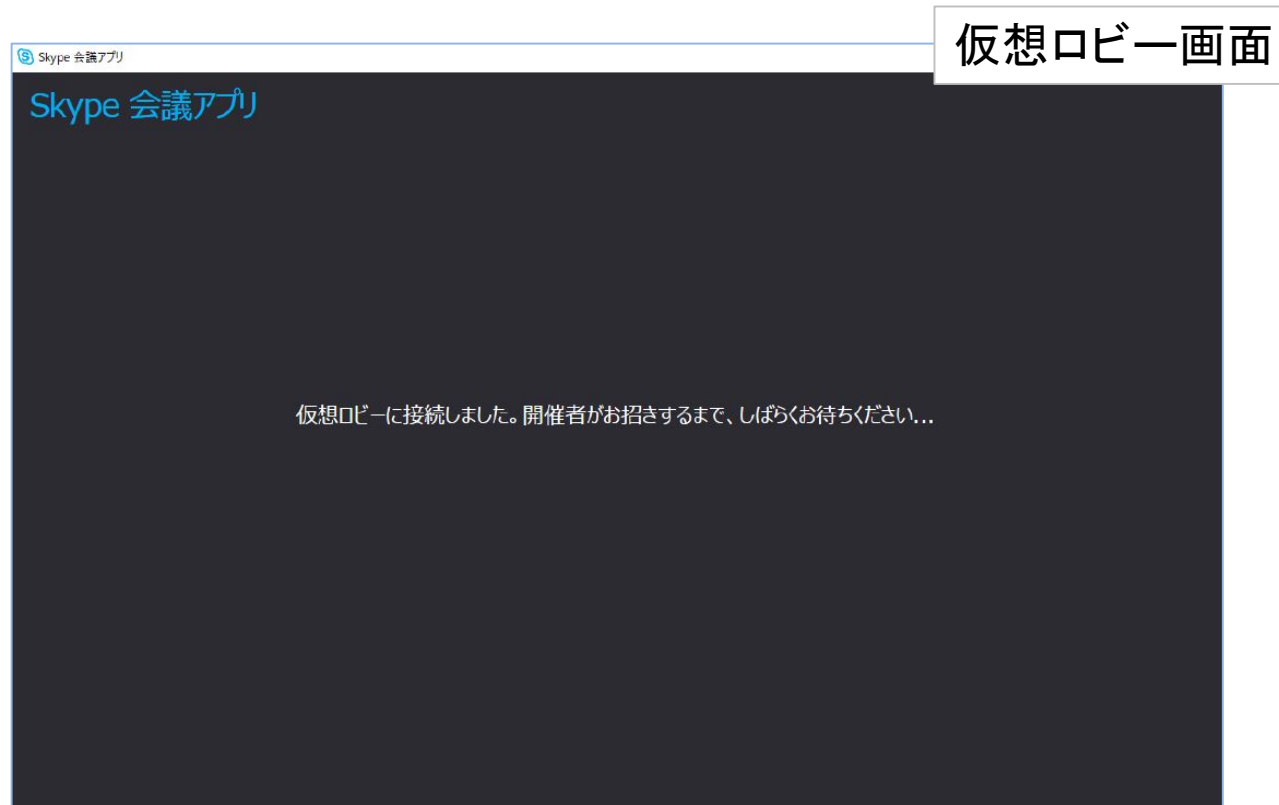 仮想ロビー画面
Skype 会議アプリ
Skype 会議アプリ
仮想ロビーに接続しました。開催者がお招きするまで、しばらくお待ちください...